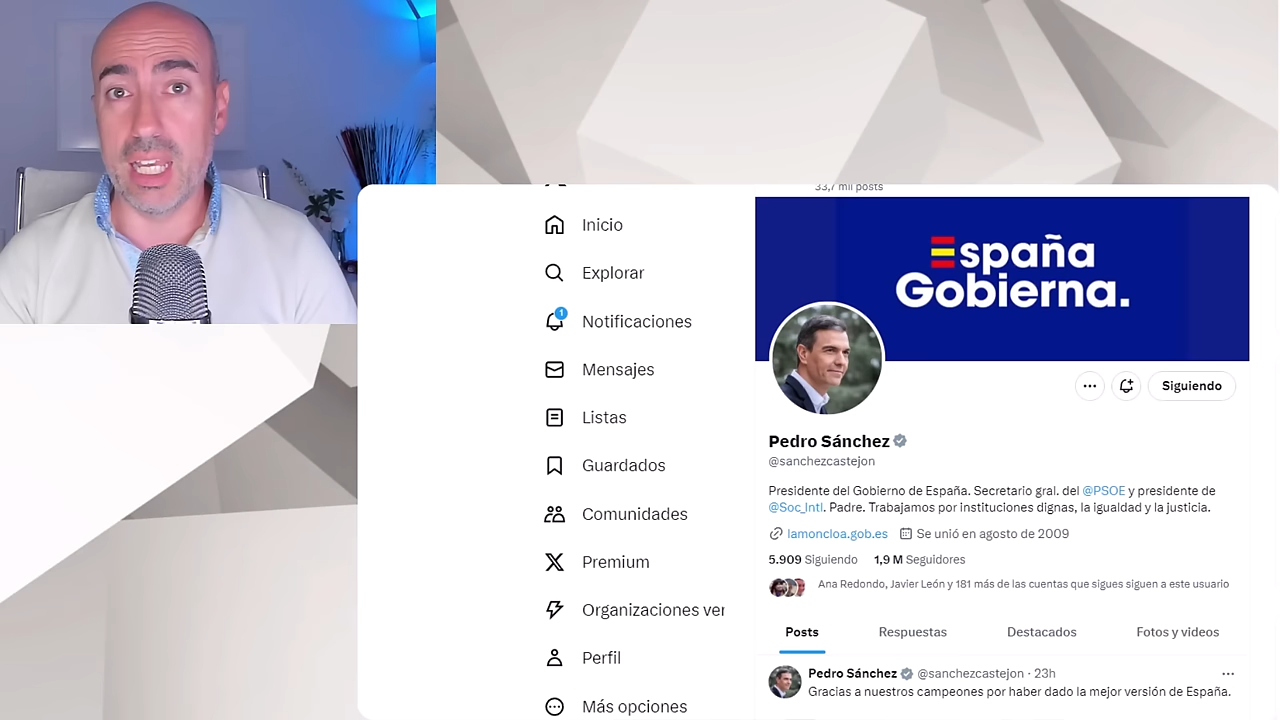 33,7 mil posts
Inicio
Explorar
1
Notificaciones
Mensajes
Listas
Guardados
Comunidades
Premium
Organizaciones ver
Perfil
Más opciones
España
Gobierna.
Siguiendo
Pedro Sánchez
@sanchezcastejon
Presidente del Gobierno de España. Secretario gral. del @PSOE y presidente de
@Soc_Intl. Padre. Trabajamos por instituciones dignas, la igualdad y la justicia.
lamoncloa.gob.es Se unió en agosto de 2009
5.909 Siguiendo 1,9 M Seguidores
Ana Redondo, Javier León y 181 más de las cuentas que sigues siguen a este usuario
Posts Respuestas Destacados Fotos y videos
Pedro Sánchez @sanchezcastejon · 23h
Gracias a nuestros campeones por haber dado la mejor versión de España.